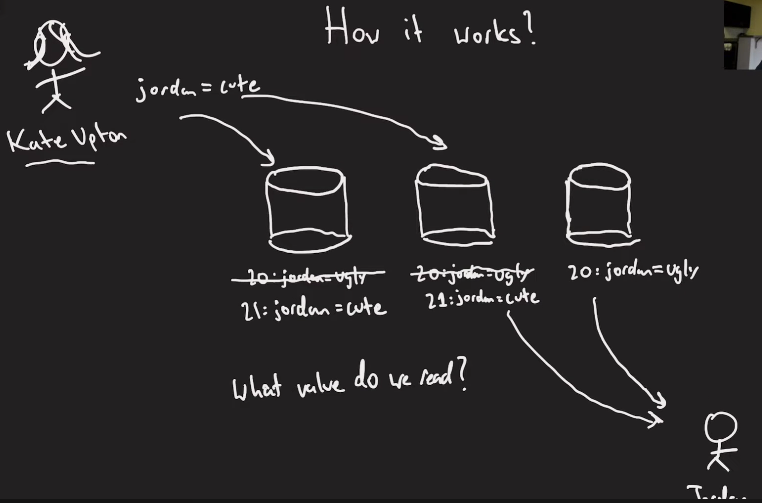 How it works?
jordan = cute
Kate Upton
20: jordan = ugly
21: jordan = cute
20: jordan = ugly
21: jordan = cute
20: jordan = ugly
What value do we read?
Jordan